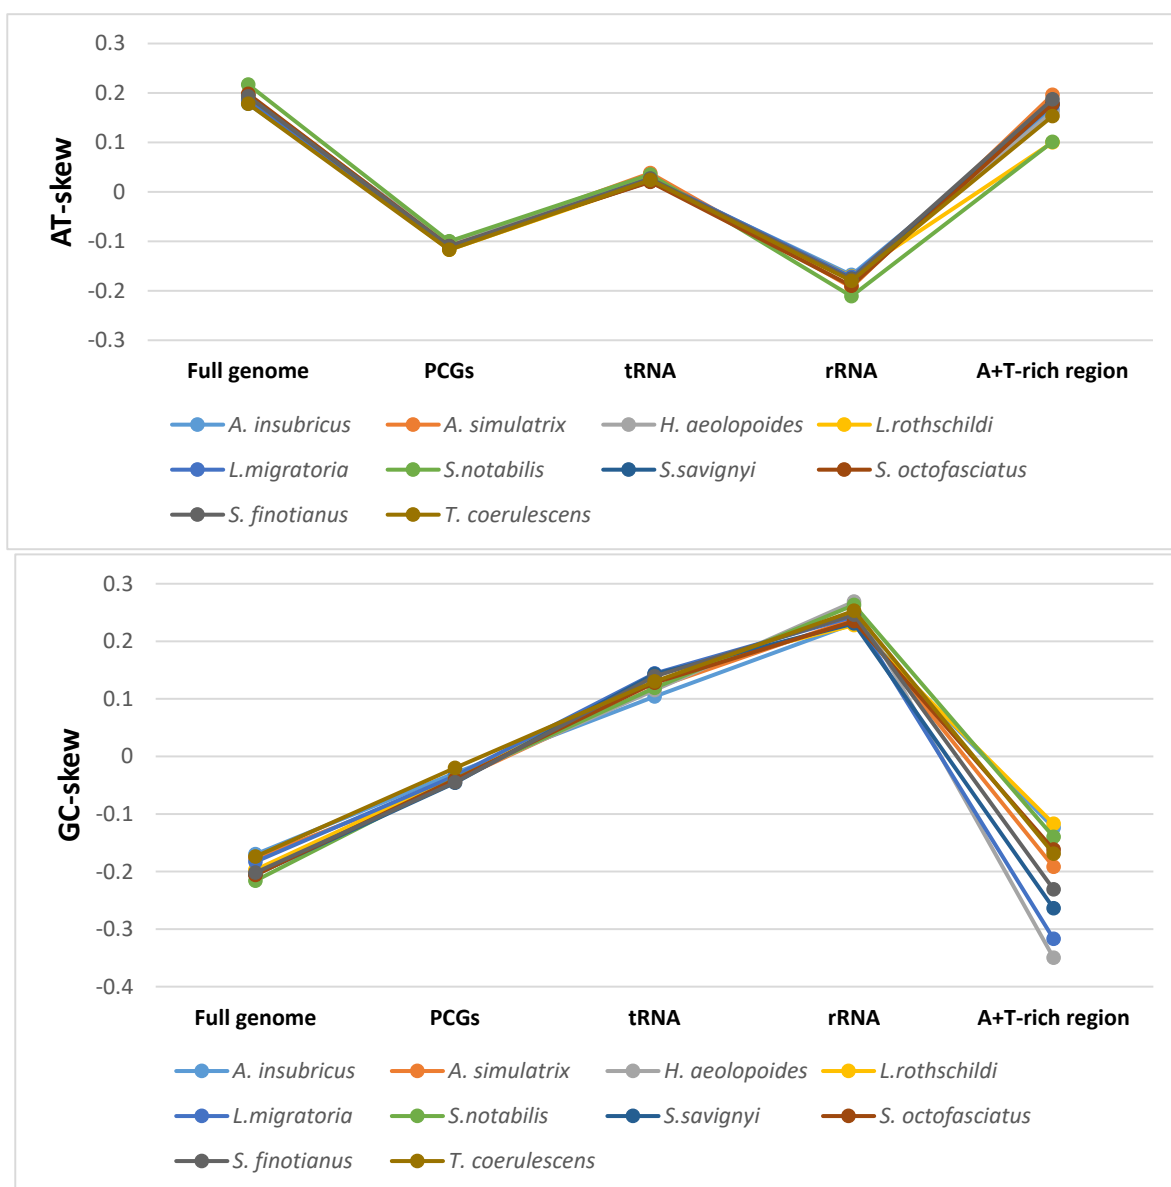 0.3
0.2
0.1
0
-0.1
-0.2
-0.3
AT-skew
Full genome PCGs tRNA rRNA A+T-rich region
A. insubricus A. simulatrix H. aeolopoides L.rothschildi
L.migratoria S.notabilis S.savignyi S. octofasciatus
S. finotianus T. coerulescens
0.3
0.2
0.1
0
-0.1
-0.2
-0.3
-0.4
GC-skew
Full genome PCGs tRNA rRNA A+T-rich region
A. insubricus A. simulatrix H. aeolopoides L.rothschildi
L.migratoria S.notabilis S.savignyi S. octofasciatus
S. finotianus T. coerulescens